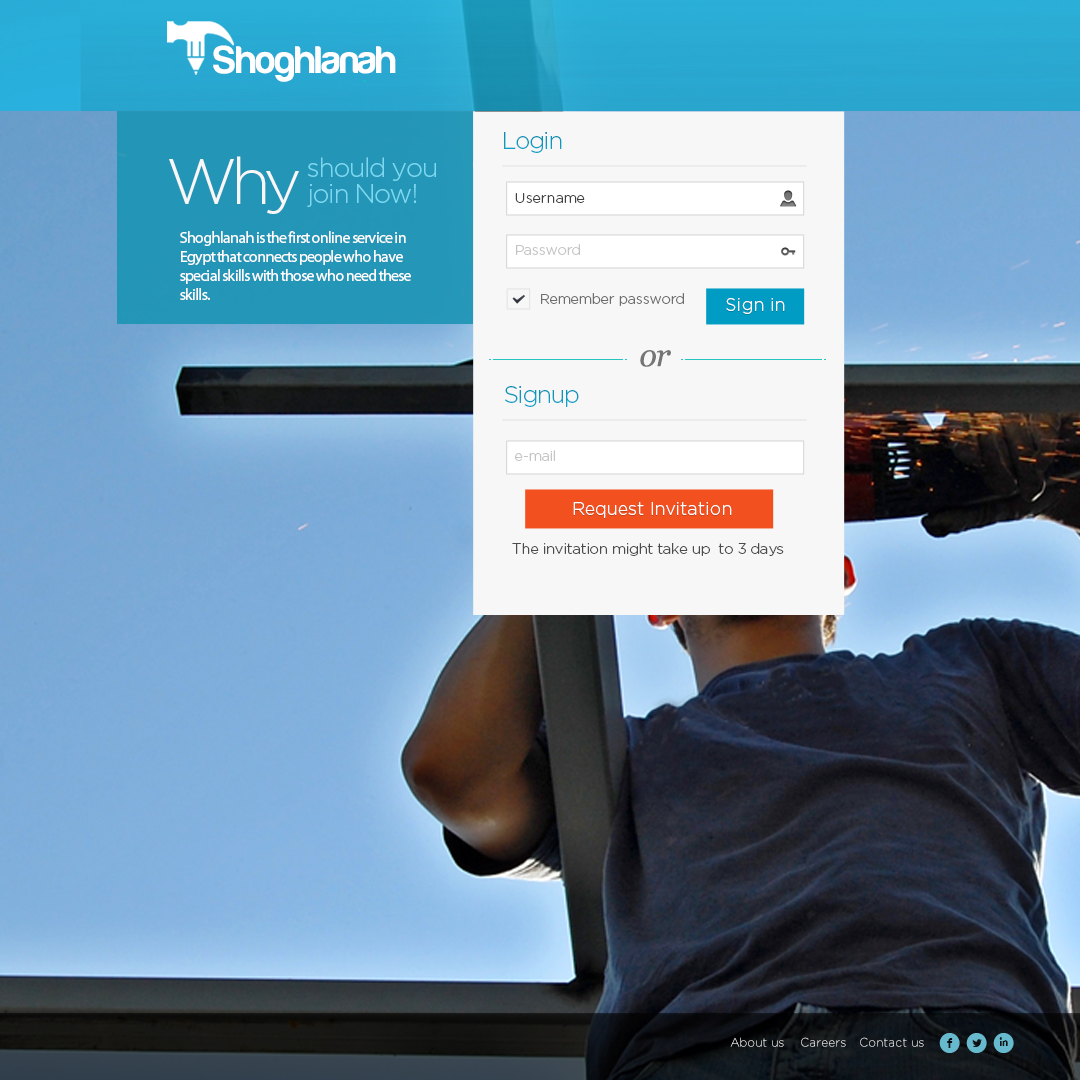 Shoghlanah
Why should you
join Now!
Shoghlanah is the first online service in
Egypt that connects people who have
special skills with those who need these
skills.
Login
Username
Password
Remember password
Sign in
or
Signup
e-mail
Request Invitation
The invitation might take up to 3 days
About us Careers Contact us f in